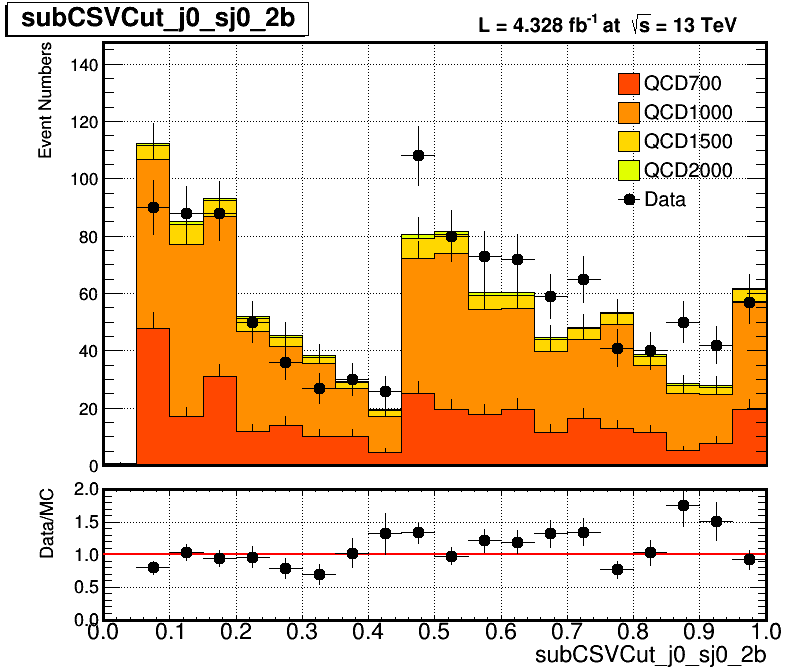 subCSVCut_j0_sj0_2b
L = 4.328 fb⁻¹ at √s = 13 TeV
Event Numbers
140
120
100
80
60
40
20
0
QCD700
QCD1000
QCD1500
QCD2000
Data
Data/MC
2.0
1.5
1.0
0.5
0.0
0.0 0.1 0.2 0.3 0.4 0.5 0.6 0.7 0.8 0.9 1.0
subCSVCut_j0_sj0_2b